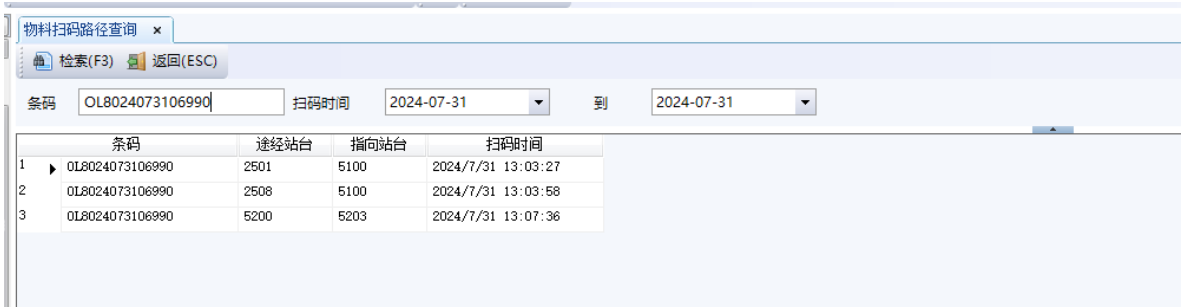 物料扫码路径查询 ×
检索(F3) 返回(ESC)
条码 OL8024073106990 扫码时间 2024-07-31 到 2024-07-31
条码 途经站台 指向站台 扫码时间
1 OL8024073106990 2501 5100 2024/7/31 13:03:27
2 OL8024073106990 2508 5100 2024/7/31 13:03:58
3 OL8024073106990 5200 5203 2024/7/31 13:07:36